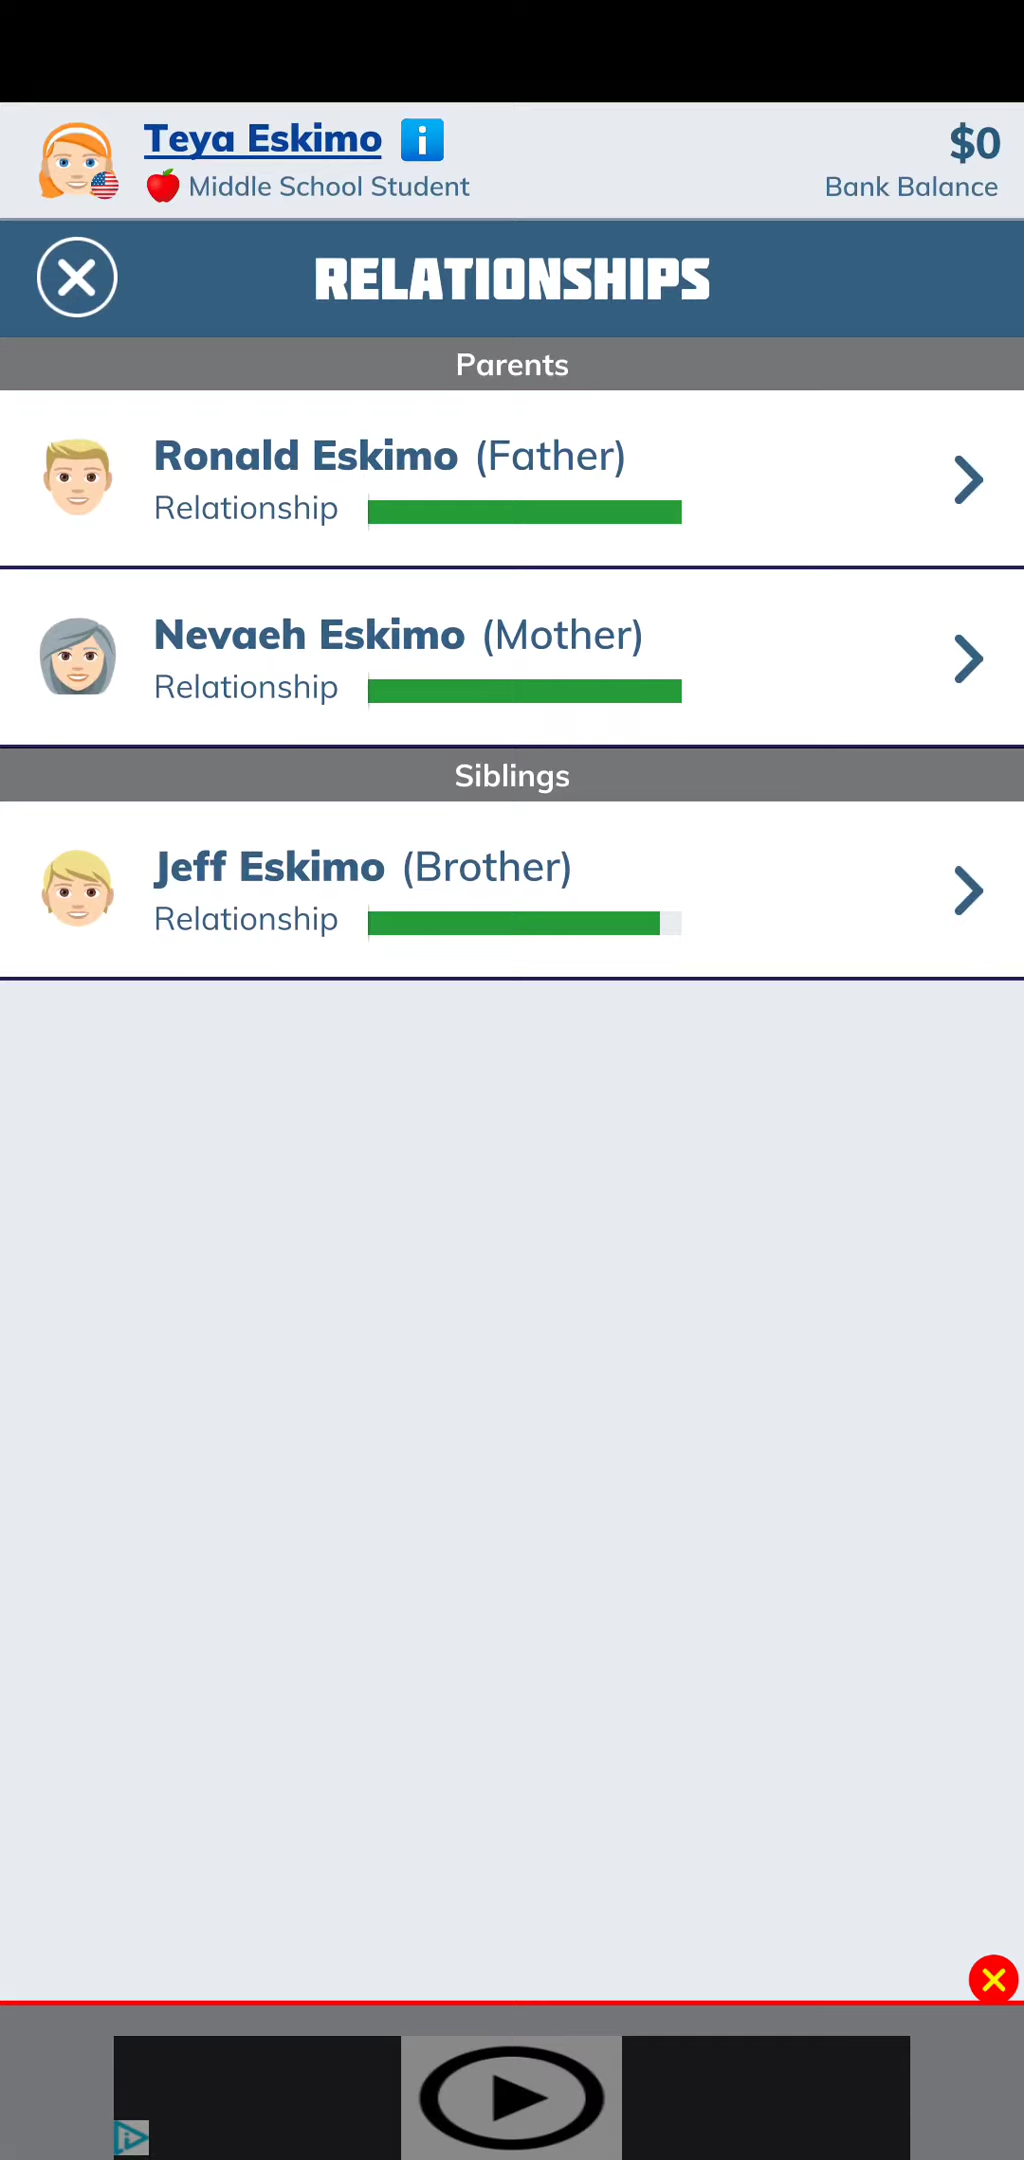 Teya Eskimo
$0
Middle School Student
Bank Balance
RELATIONSHIPS
Parents
Ronald Eskimo (Father)
Relationship
Nevaeh Eskimo (Mother)
Relationship
Siblings
Jeff Eskimo (Brother)
Relationship